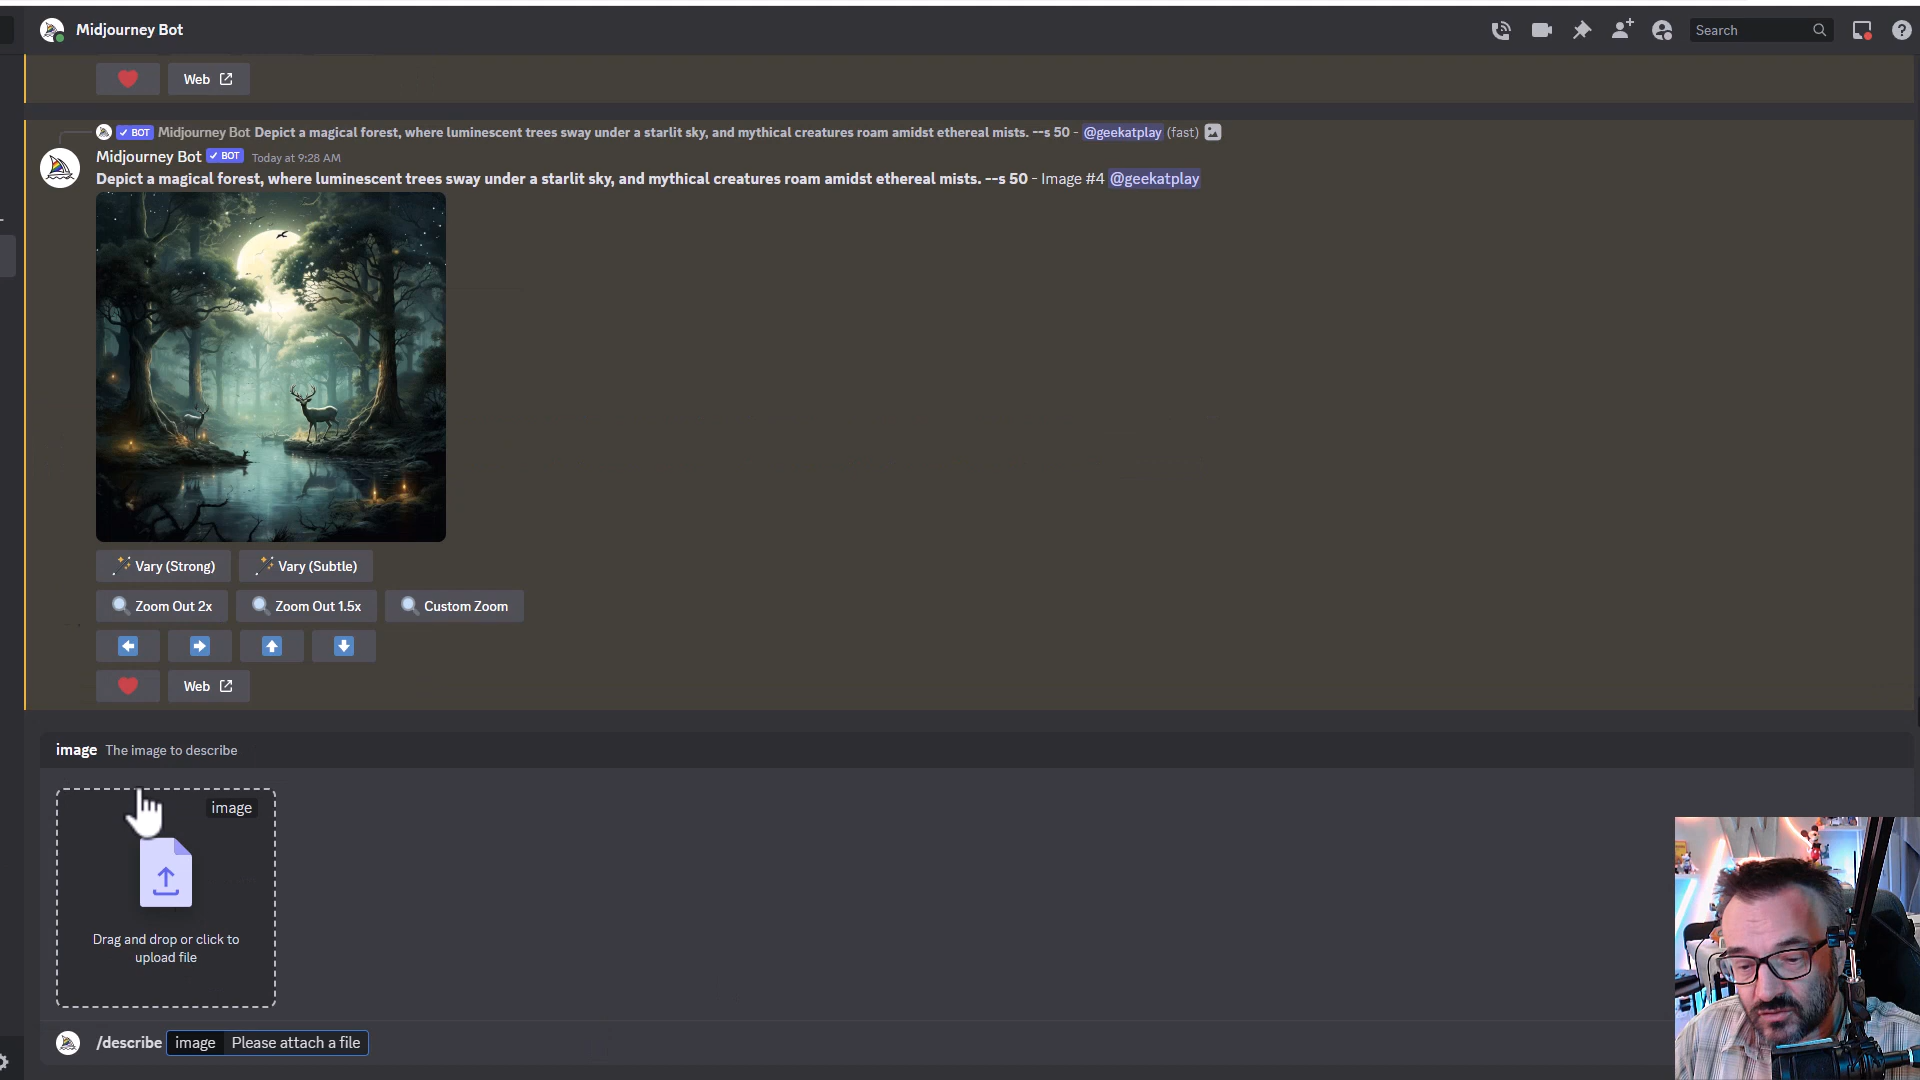 Midjourney Bot
Search
Web
BOT Midjourney Bot Depict a magical forest, where luminescent trees sway under a starlit sky, and mythical creatures roam amidst ethereal mists. --s 50 - @geekatplay (fast)
Midjourney Bot BOT Today at 9:28 AM
Depict a magical forest, where luminescent trees sway under a starlit sky, and mythical creatures roam amidst ethereal mists. --s 50 - Image #4 @geekatplay
Vary (Strong) Vary (Subtle)
Zoom Out 2x Zoom Out 1.5x Custom Zoom
Web
image The image to describe
image
Drag and drop or click to
upload file
/describe image Please attach a file